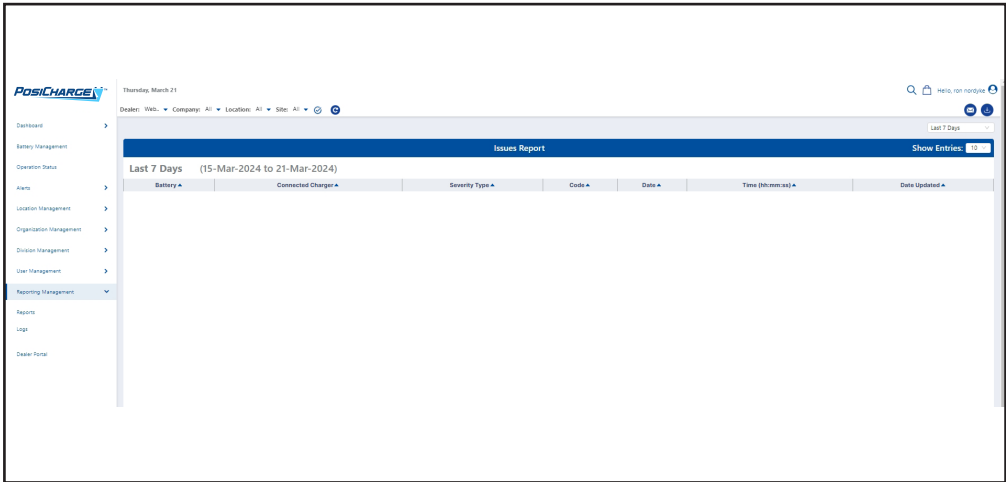 POSICHARGE
Thursday, March 21
Hello, ron nordyke
Dealer: Web.. Company: All Location: All Site: All
Last 7 Days
Dashboard
Battery Management
Operation Status
Alerts
Location Management
Organization Management
Division Management
User Management
Reporting Management
Reports
Logs
Dealer Portal
Issues Report
Show Entries: 10
Last 7 Days (15-Mar-2024 to 21-Mar-2024)
Battery Connected Charger Severity Type Code Date Time (hh:mm:ss) Date Updated